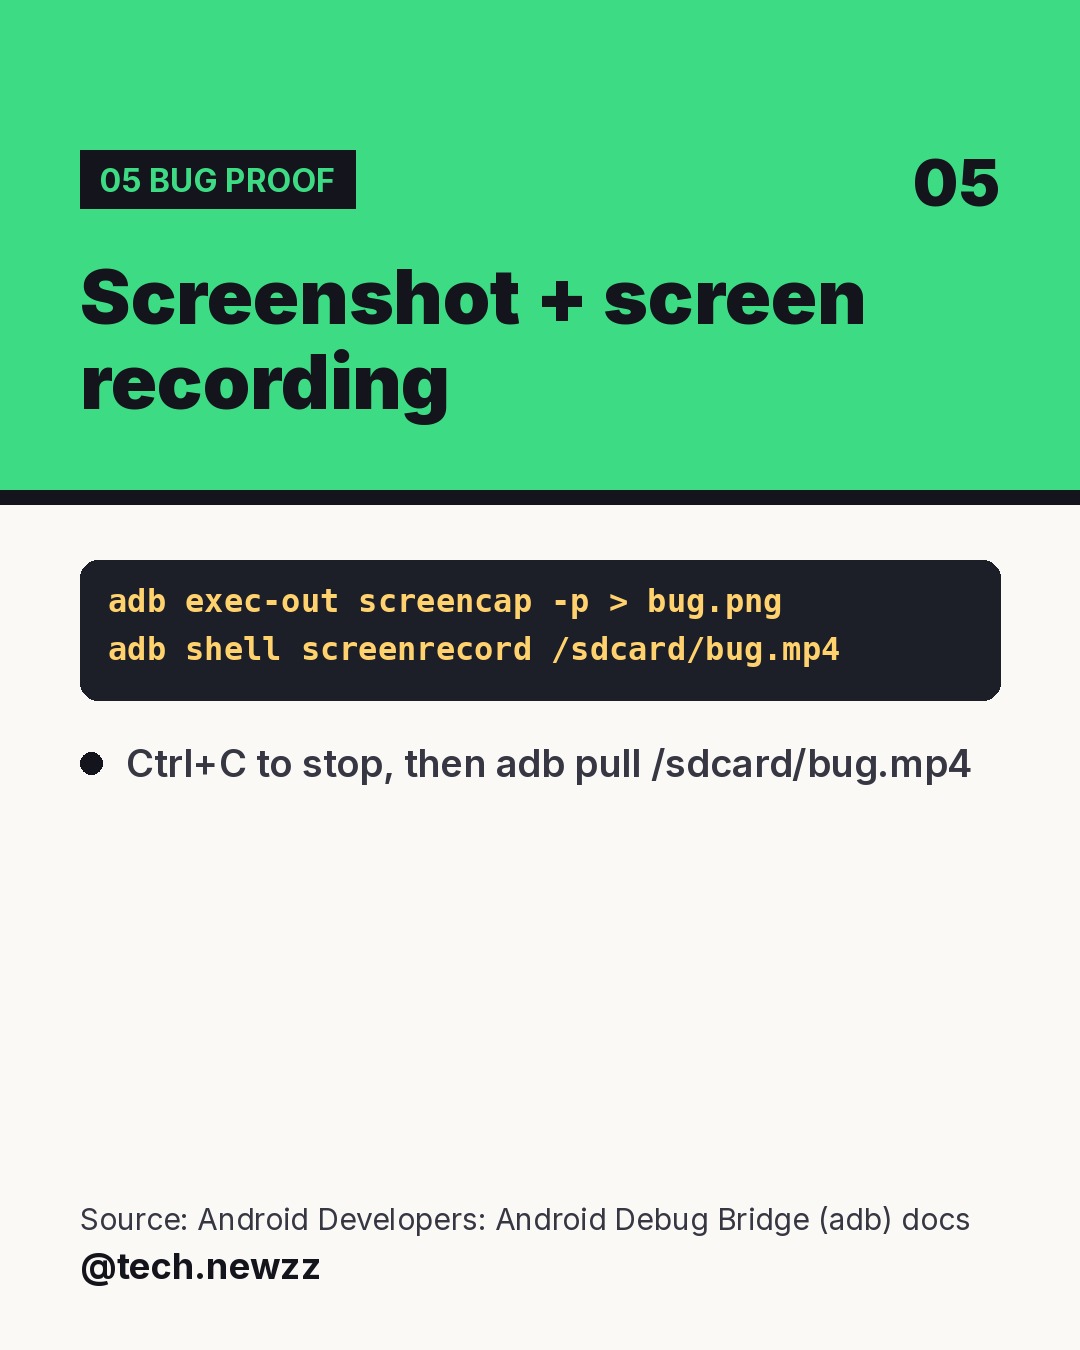 05 BUG PROOF
05
Screenshot + screen
recording
adb exec-out screencap -p > bug.png
adb shell screenrecord /sdcard/bug.mp4
Ctrl+C to stop, then adb pull /sdcard/bug.mp4
Source: Android Developers: Android Debug Bridge (adb) docs
@tech.newzz